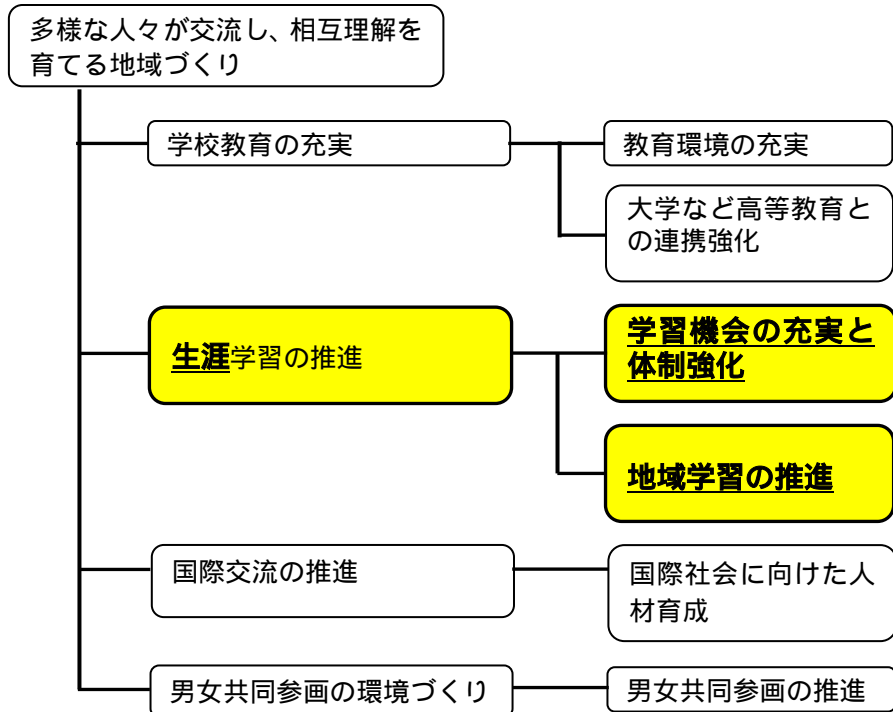 多様な人々が交流し、相互理解を
育てる地域づくり
学校教育の充実
教育環境の充実
大学など高等教育と
の連携強化
生涯学習の推進
学習機会の充実と
体制強化
地域学習の推進
国際交流の推進
国際社会に向けた人
材育成
男女共同参画の環境づくり
男女共同参画の推進